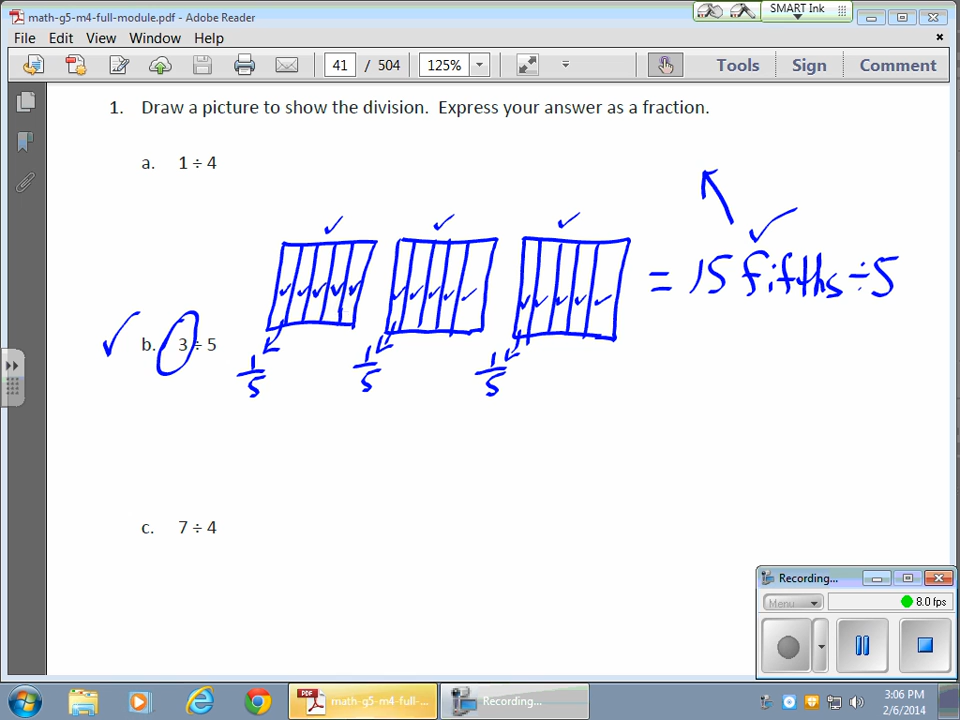 math-g5-m4-full-module.pdf - Adobe Reader
SMART Ink
File Edit View Window Help
41 / 504 125% Tools Sign Comment
1. Draw a picture to show the division. Express your answer as a fraction.
a. 1 ÷ 4
= 15 fifths ÷ 5
b. 3 ÷ 5
1/5 1/5 1/5
c. 7 ÷ 4
Recording...
Menu 8.0 fps
math-g5-m4-full-... Recording... 3:06 PM
2/6/2014